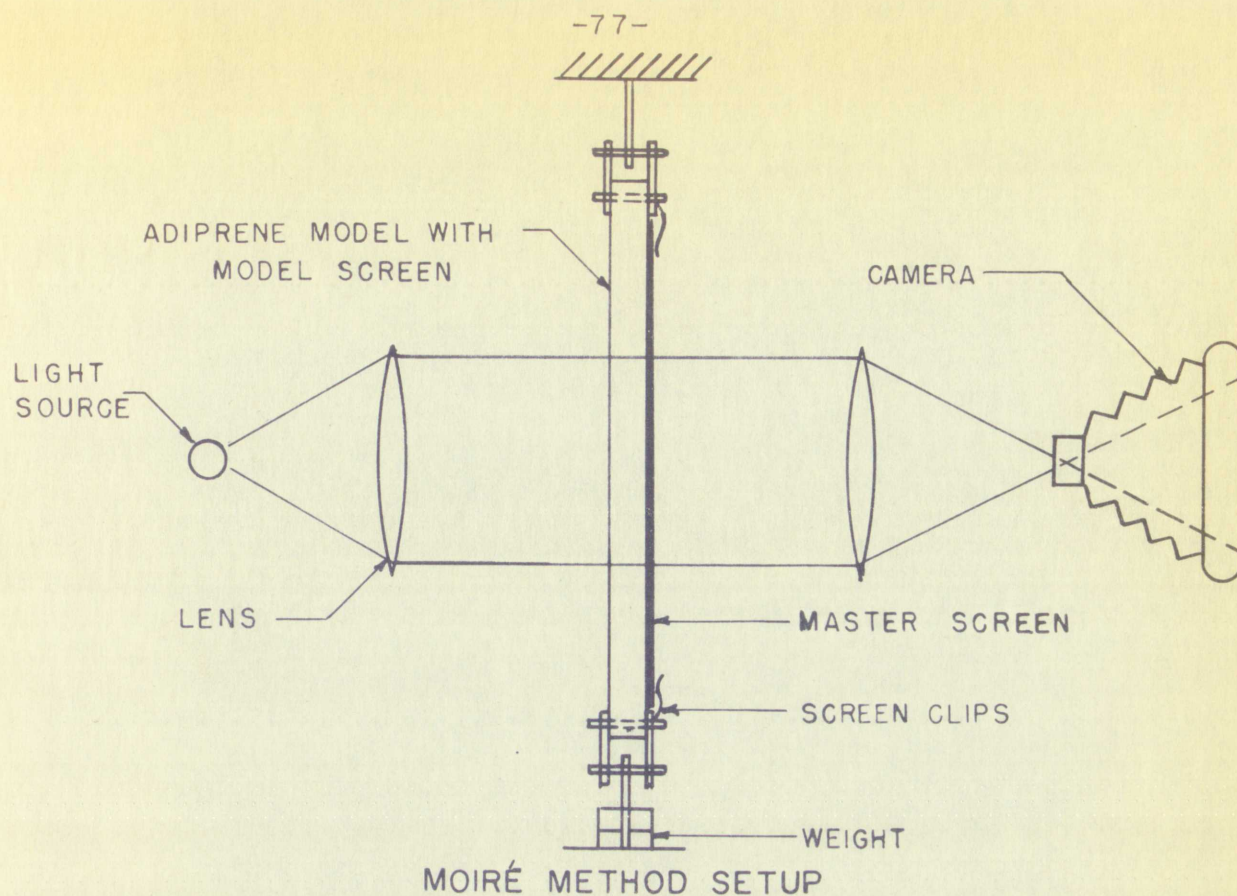 -77-
ADIPRENE MODEL WITH
MODEL SCREEN
CAMERA
LIGHT
SOURCE
LENS
MASTER SCREEN
SCREEN CLIPS
WEIGHT
MOIRÉ METHOD SETUP